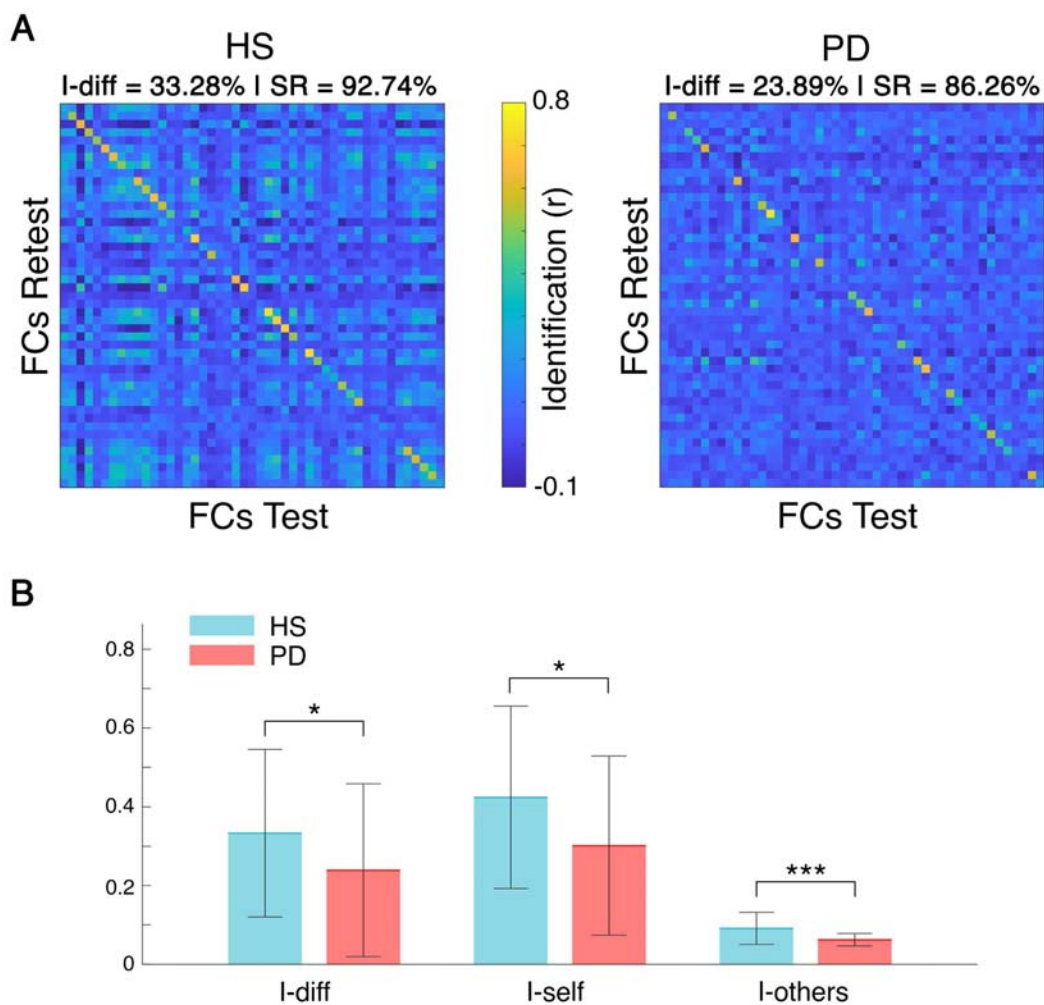 A
HS
I-diff = 33.28% | SR = 92.74%
PD
I-diff = 23.89% | SR = 86.26%
FCs Retest
FCs Test
0.8
Identification (r)
-0.1
FCs Retest
FCs Test
B
HS
PD
0.8
0.6
0.4
0.2
0
*
*
***
I-diff
I-self
I-others